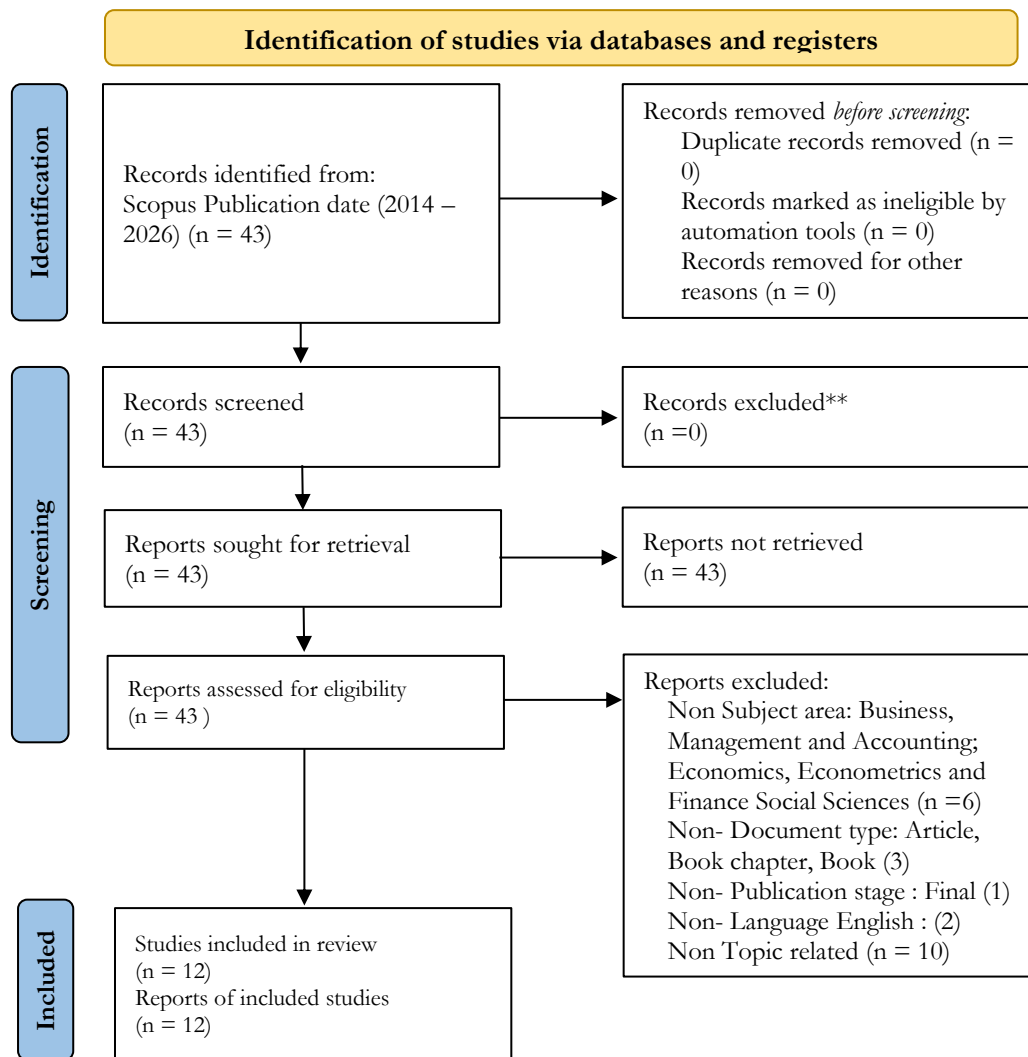 Identification of studies via databases and registers
Identification
Records identified from:
Scopus Publication date (2014 –
2026) (n = 43)
Records removed before screening:
Duplicate records removed (n =
0)
Records marked as ineligible by
automation tools (n = 0)
Records removed for other
reasons (n = 0)
Screening
Records screened
(n = 43)
Records excluded**
(n =0)
Reports sought for retrieval
(n = 43)
Reports not retrieved
(n = 43)
Reports assessed for eligibility
(n = 43 )
Reports excluded:
Non Subject area: Business,
Management and Accounting;
Economics, Econometrics and
Finance Social Sciences (n =6)
Non- Document type: Article,
Book chapter, Book (3)
Non- Publication stage : Final (1)
Non- Language English : (2)
Non Topic related (n = 10)
Included
Studies included in review
(n = 12)
Reports of included studies
(n = 12)